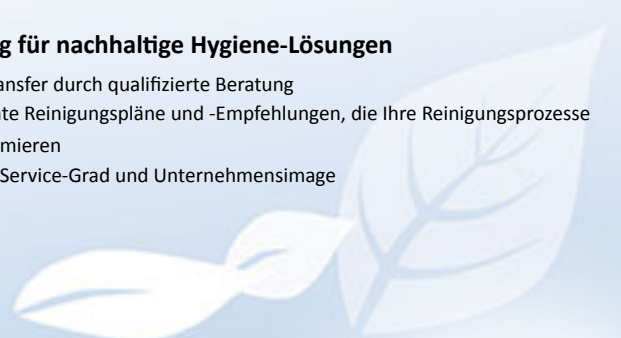 g für nachhaltige Hygiene-Lösungen
ansfer durch qualifizierte Beratung
te Reinigungspläne und -Empfehlungen, die Ihre Reinigungsprozesse
mieren
Service-Grad und Unternehmensimage